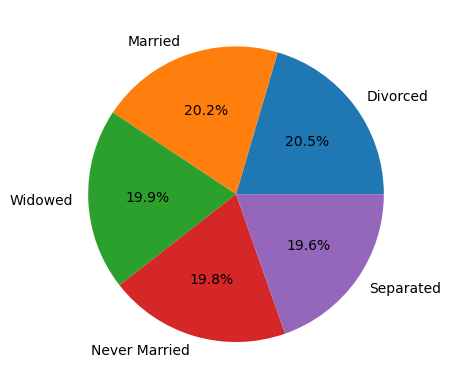 Married
Divorced
20.2%
20.5%
Widowed
19.9%
19.6%
19.8%
Separated
Never Married